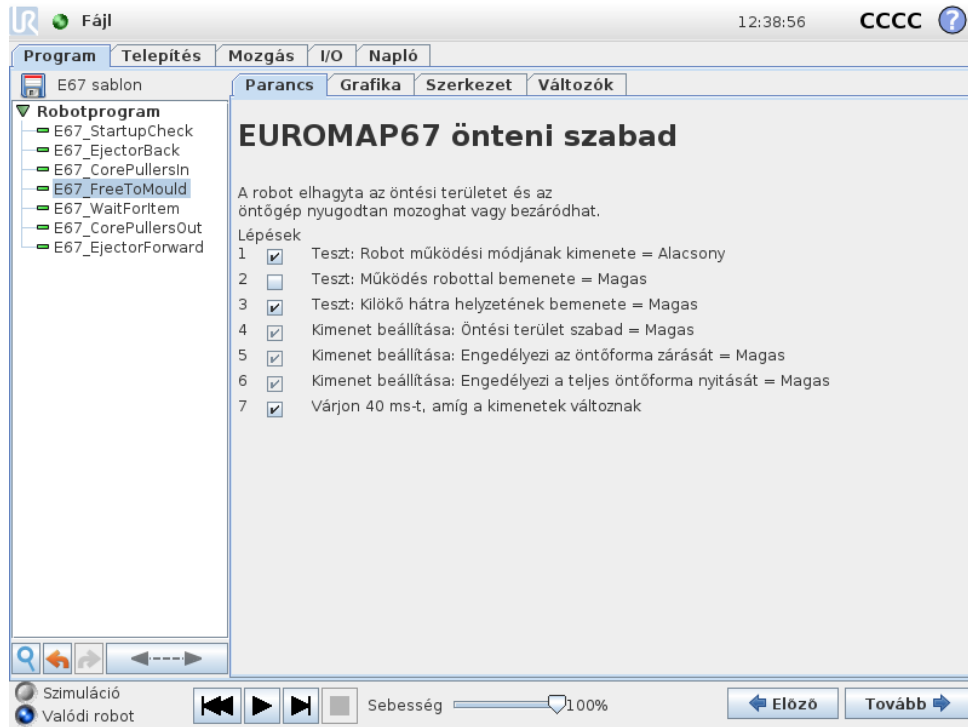 UR Fájl 12:38:56 CCCC ?
Program Telepítés Mozgás I/O Napló
E67 sablon
Parancs Grafika Szerkezet Változók
Robotprogram
E67_StartupCheck
E67_EjectorBack
E67_CorePullersIn
E67_FreeToMould
E67_WaitForItem
E67_CorePullersOut
E67_EjectorForward
EUROMAP67 önteni szabad
A robot elhagyta az öntési területet és az
öntőgép nyugodtan mozoghat vagy bezáródhat.
Lépések
1 Teszt: Robot működési módjának kimenete = Alacsony
2 Teszt: Működés robottal bemenete = Magas
3 Teszt: Kilökő hátra helyzetének bemenete = Magas
4 Kimenet beállítása: Öntési terület szabad = Magas
5 Kimenet beállítása: Engedélyezi az öntőforma zárását = Magas
6 Kimenet beállítása: Engedélyezi a teljes öntőforma nyitását = Magas
7 Várjon 40 ms-t, amíg a kimenetek változnak
Szimuláció
Valódi robot
Sebesség 100%
Előző Tovább